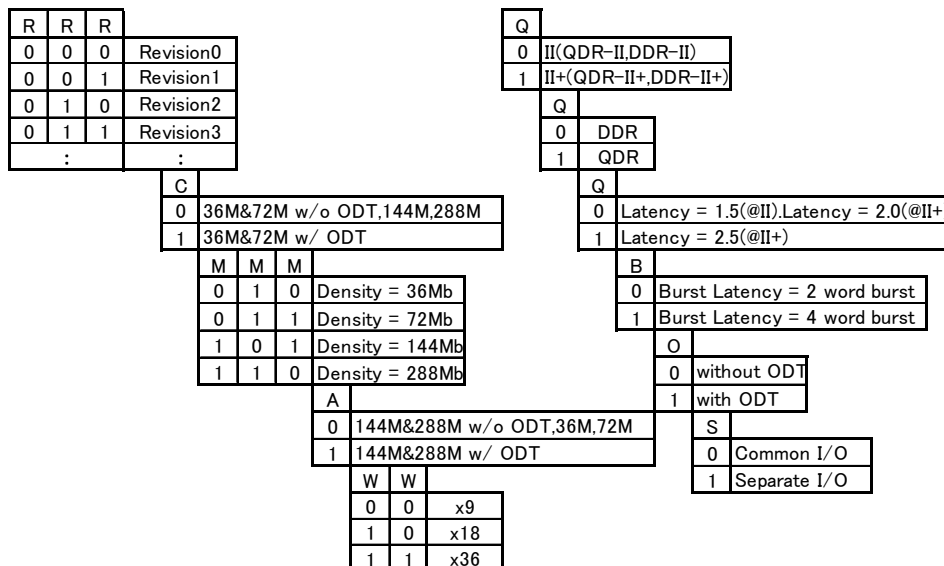 R R R
0 0 0 Revision0
0 0 1 Revision1
0 1 0 Revision2
0 1 1 Revision3
: :
C
0 36M&72M w/o ODT,144M,288M
1 36M&72M w/ ODT
M M M
0 1 0 Density = 36Mb
0 1 1 Density = 72Mb
1 0 1 Density = 144Mb
1 1 0 Density = 288Mb
A
0 144M&288M w/o ODT,36M,72M
1 144M&288M w/ ODT
W W
0 0 x9
1 0 x18
1 1 x36
Q
0 II(QDR-II,DDR-II)
1 II+(QDR-II+,DDR-II+)
Q
0 DDR
1 QDR
Q
0 Latency = 1.5(@II).Latency = 2.0(@II+
1 Latency = 2.5(@II+)
B
0 Burst Latency = 2 word burst
1 Burst Latency = 4 word burst
O
0 without ODT
1 with ODT
S
0 Common I/O
1 Separate I/O